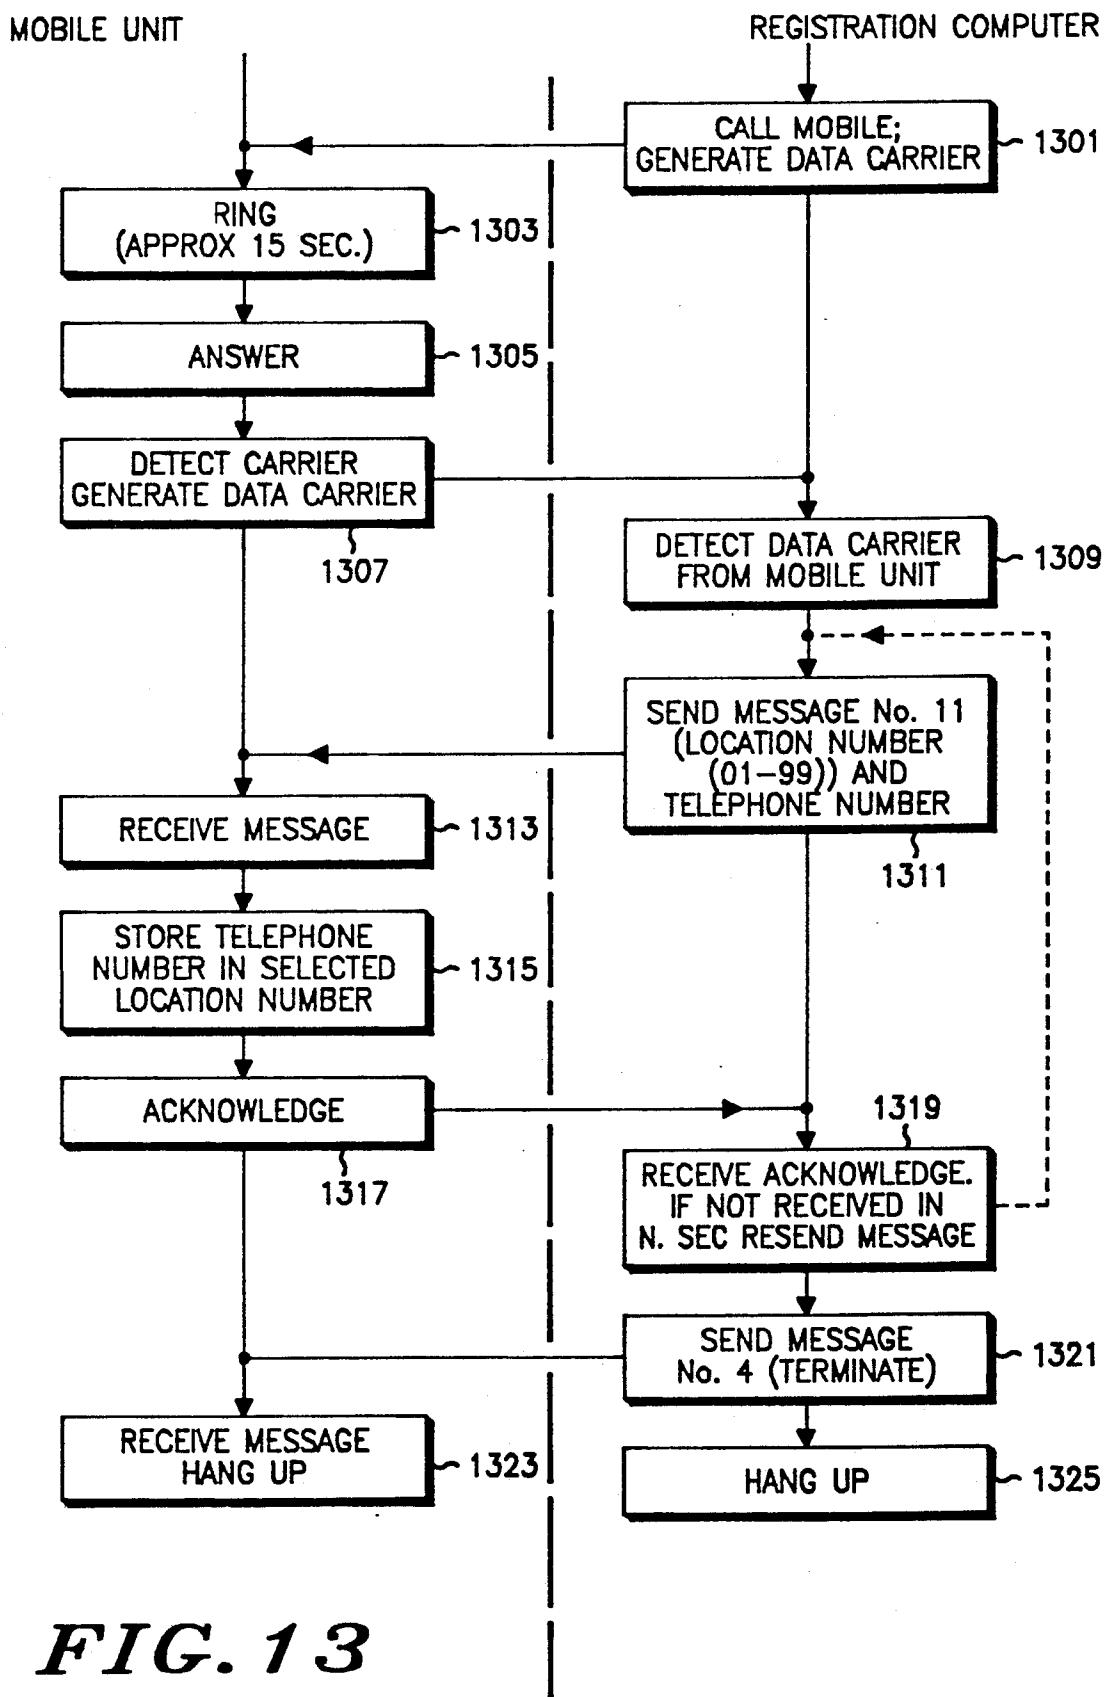 MOBILE UNIT
REGISTRATION COMPUTER
CALL MOBILE;
GENERATE DATA CARRIER
1301
RING
(APPROX 15 SEC.)
1303
ANSWER
1305
DETECT CARRIER
GENERATE DATA CARRIER
1307
DETECT DATA CARRIER
FROM MOBILE UNIT
1309
SEND MESSAGE No. 11
(LOCATION NUMBER
(01-99)) AND
TELEPHONE NUMBER
1311
RECEIVE MESSAGE
1313
STORE TELEPHONE
NUMBER IN SELECTED
LOCATION NUMBER
1315
ACKNOWLEDGE
1317
1319
RECEIVE ACKNOWLEDGE.
IF NOT RECEIVED IN
N. SEC RESEND MESSAGE
SEND MESSAGE
No. 4 (TERMINATE)
1321
RECEIVE MESSAGE
HANG UP
1323
HANG UP
1325
FIG. 13